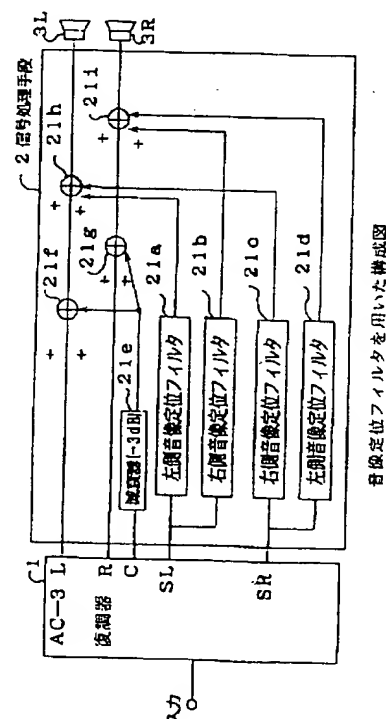 入力
1
AC-3
復調器
L
R
C
SL
SR
2 信号処理手段
21f
21h
21g
21i
21e
減衰器(-3dB)
21a
左側音像定位フィルタ
21b
右側音像定位フィルタ
21c
右側音像定位フィルタ
21d
左側音像定位フィルタ
+
+
+
+
+
+
+
+
3L
3R
音像定位フィルタを用いた構成図